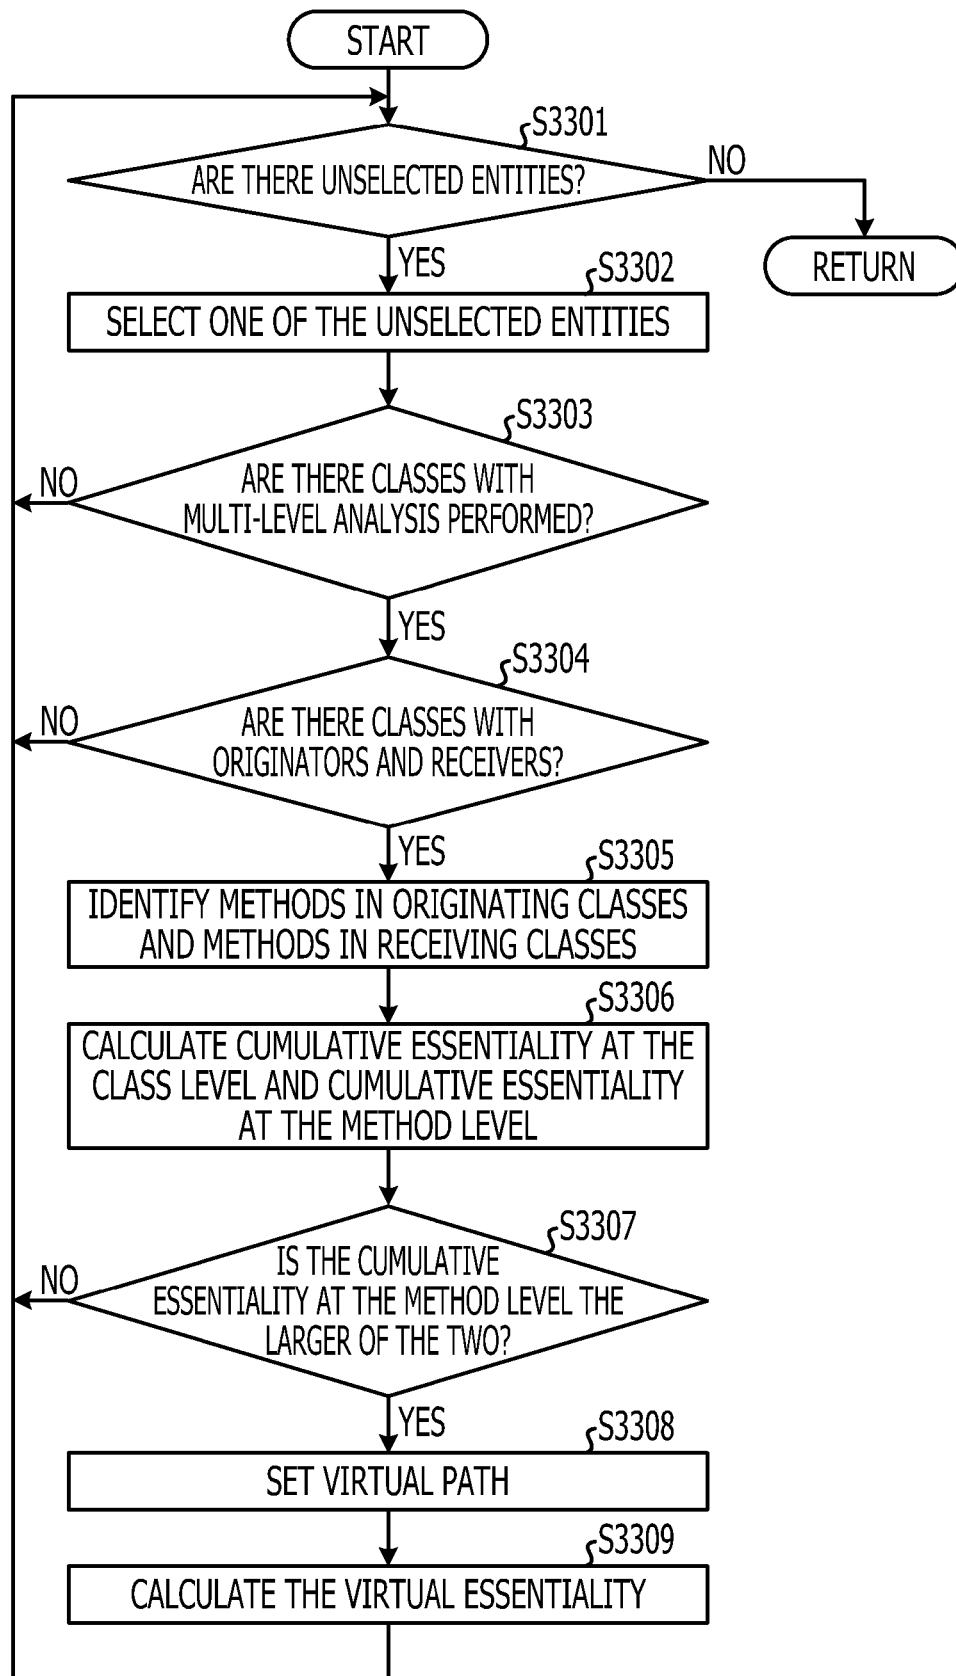 START
S3301
ARE THERE UNSELECTED ENTITIES?
NO
RETURN
YES
S3302
SELECT ONE OF THE UNSELECTED ENTITIES
S3303
NO
ARE THERE CLASSES WITH
MULTI-LEVEL ANALYSIS PERFORMED?
YES
S3304
NO
ARE THERE CLASSES WITH
ORIGINATORS AND RECEIVERS?
YES
S3305
IDENTIFY METHODS IN ORIGINATING CLASSES
AND METHODS IN RECEIVING CLASSES
S3306
CALCULATE CUMULATIVE ESSENTIALITY AT THE
CLASS LEVEL AND CUMULATIVE ESSENTIALITY
AT THE METHOD LEVEL
S3307
NO
IS THE CUMULATIVE
ESSENTIALITY AT THE METHOD LEVEL THE
LARGER OF THE TWO?
YES
S3308
SET VIRTUAL PATH
S3309
CALCULATE THE VIRTUAL ESSENTIALITY